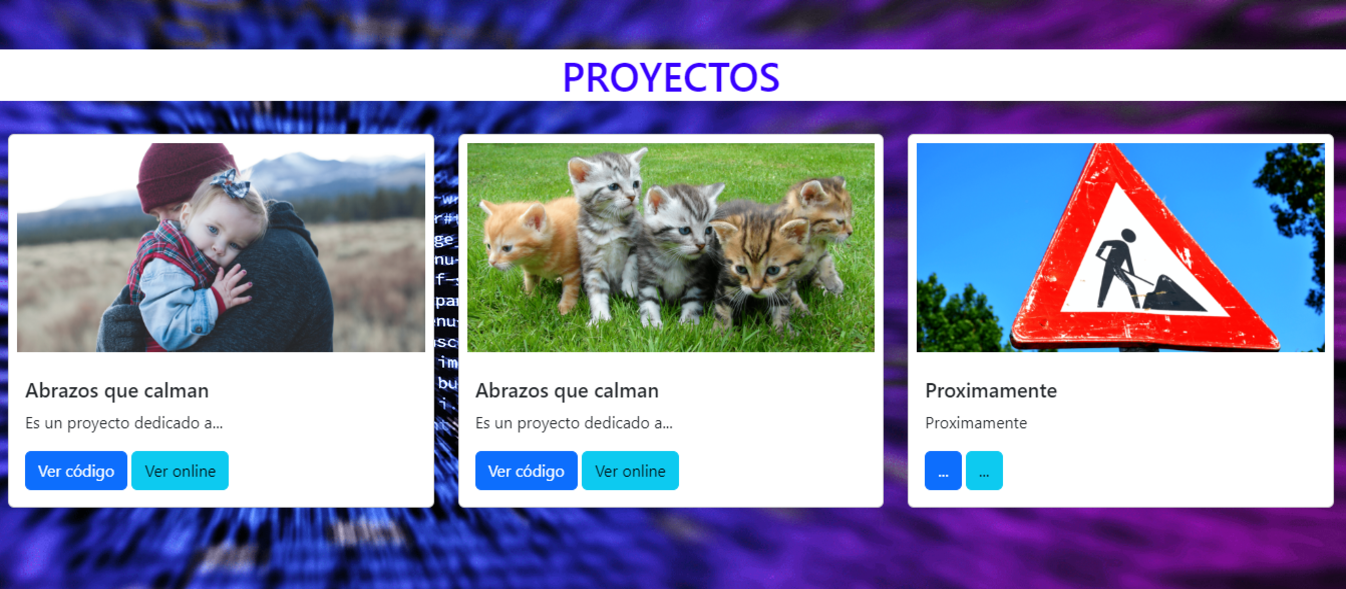 PROYECTOS
Abrazos que calman
Es un proyecto dedicado a...
Ver código
Ver online
Abrazos que calman
Es un proyecto dedicado a...
Ver código
Ver online
Proximamente
Proximamente
...
...